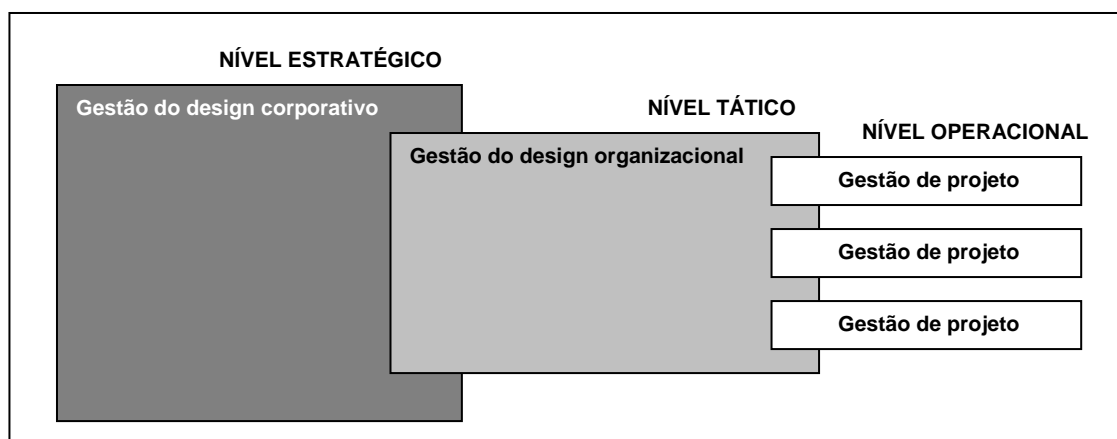 NÍVEL ESTRATÉGICO
Gestão do design corporativo
NÍVEL TÁTICO
Gestão do design organizacional
NÍVEL OPERACIONAL
Gestão de projeto
Gestão de projeto
Gestão de projeto